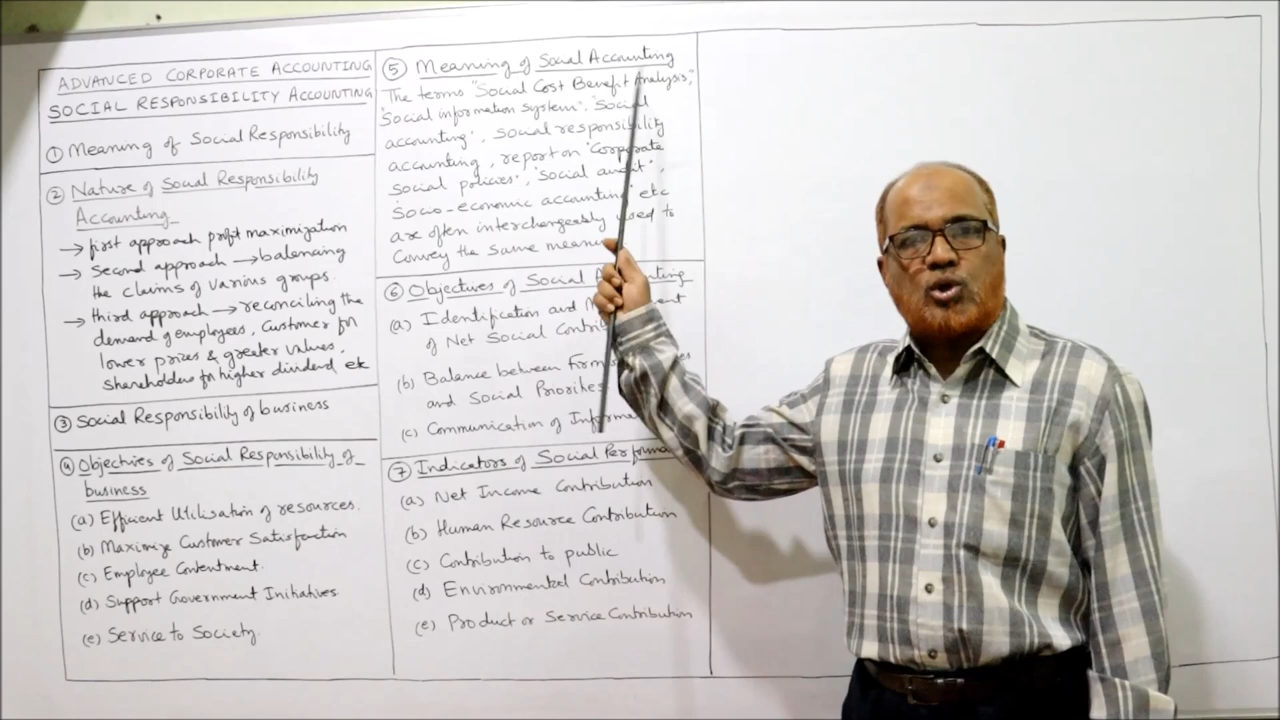 ADVANCED CORPORATE ACCOUNTING
SOCIAL RESPONSIBILITY ACCOUNTING
① Meaning of Social Responsibility
② Nature of Social Responsibility
Accounting
→ first approach profit maximization
→ second approach → balancing
the claims of various groups.
→ third approach → reconciling the
demand of employees, customer for
lower prices & greater values,
shareholders for higher dividend, etc
③ Social Responsibility of business
④ Objectives of Social Responsibility of
business
(a) Efficient Utilisation of resources.
(b) Maximize Customer Satisfaction
(c) Employee Contentment.
(d) Support Government Initiatives
(e) Service to Society.
⑤ Meaning of Social Accounting
The terms "Social Cost Benefit Analysis",
"Social information system", "Social
accounting", social responsibility
accounting, report on "Corporate
social policies", "Social audit",
"Socio-economic accounting" etc
are often interchangeably used to
Convey the same
⑥ Objectives of Social Accounting
(a) Identification and
of Net Social
(b) Balance between Firm
and Social Priorities
(c) Communication of
⑦ Indicators of Social
(a) Net Income Contribution
(b) Human Resource Contribution
(c) Contribution to public
(d) Environmental Contribution
(e) Product or Service Contribution